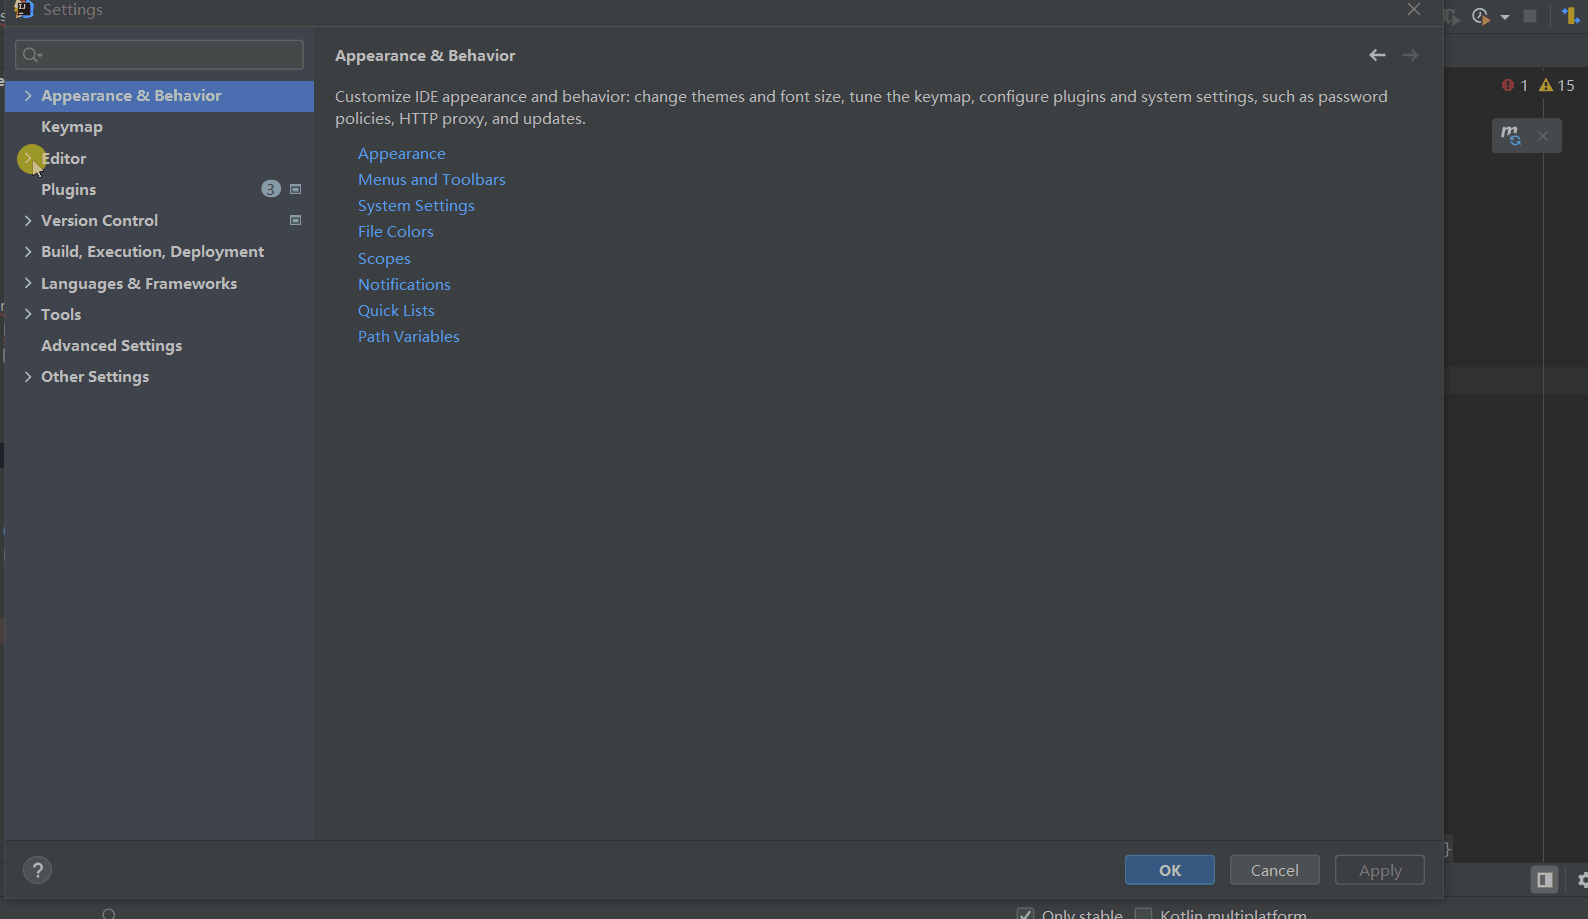 Settings
Appearance & Behavior
Keymap
Editor
Plugins 3
Version Control
Build, Execution, Deployment
Languages & Frameworks
Tools
Advanced Settings
Other Settings
Appearance & Behavior
Customize IDE appearance and behavior: change themes and font size, tune the keymap, configure plugins and system settings, such as password
policies, HTTP proxy, and updates.
Appearance
Menus and Toolbars
System Settings
File Colors
Scopes
Notifications
Quick Lists
Path Variables
1 15
m
}
?
OK Cancel Apply
Only stable Kotlin multiplatform